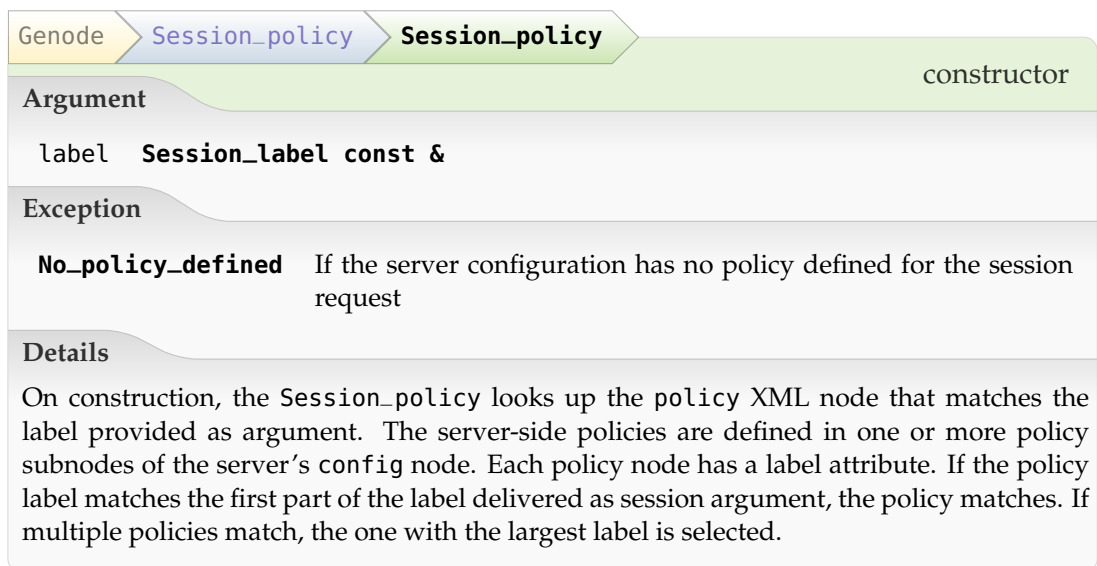 Genode Session_policy Session_policy
constructor
Argument
label Session_label const &
Exception
No_policy_defined If the server configuration has no policy defined for the session
request
Details
On construction, the Session_policy looks up the policy XML node that matches the
label provided as argument. The server-side policies are defined in one or more policy
subnodes of the server's config node. Each policy node has a label attribute. If the policy
label matches the first part of the label delivered as session argument, the policy matches. If
multiple policies match, the one with the largest label is selected.